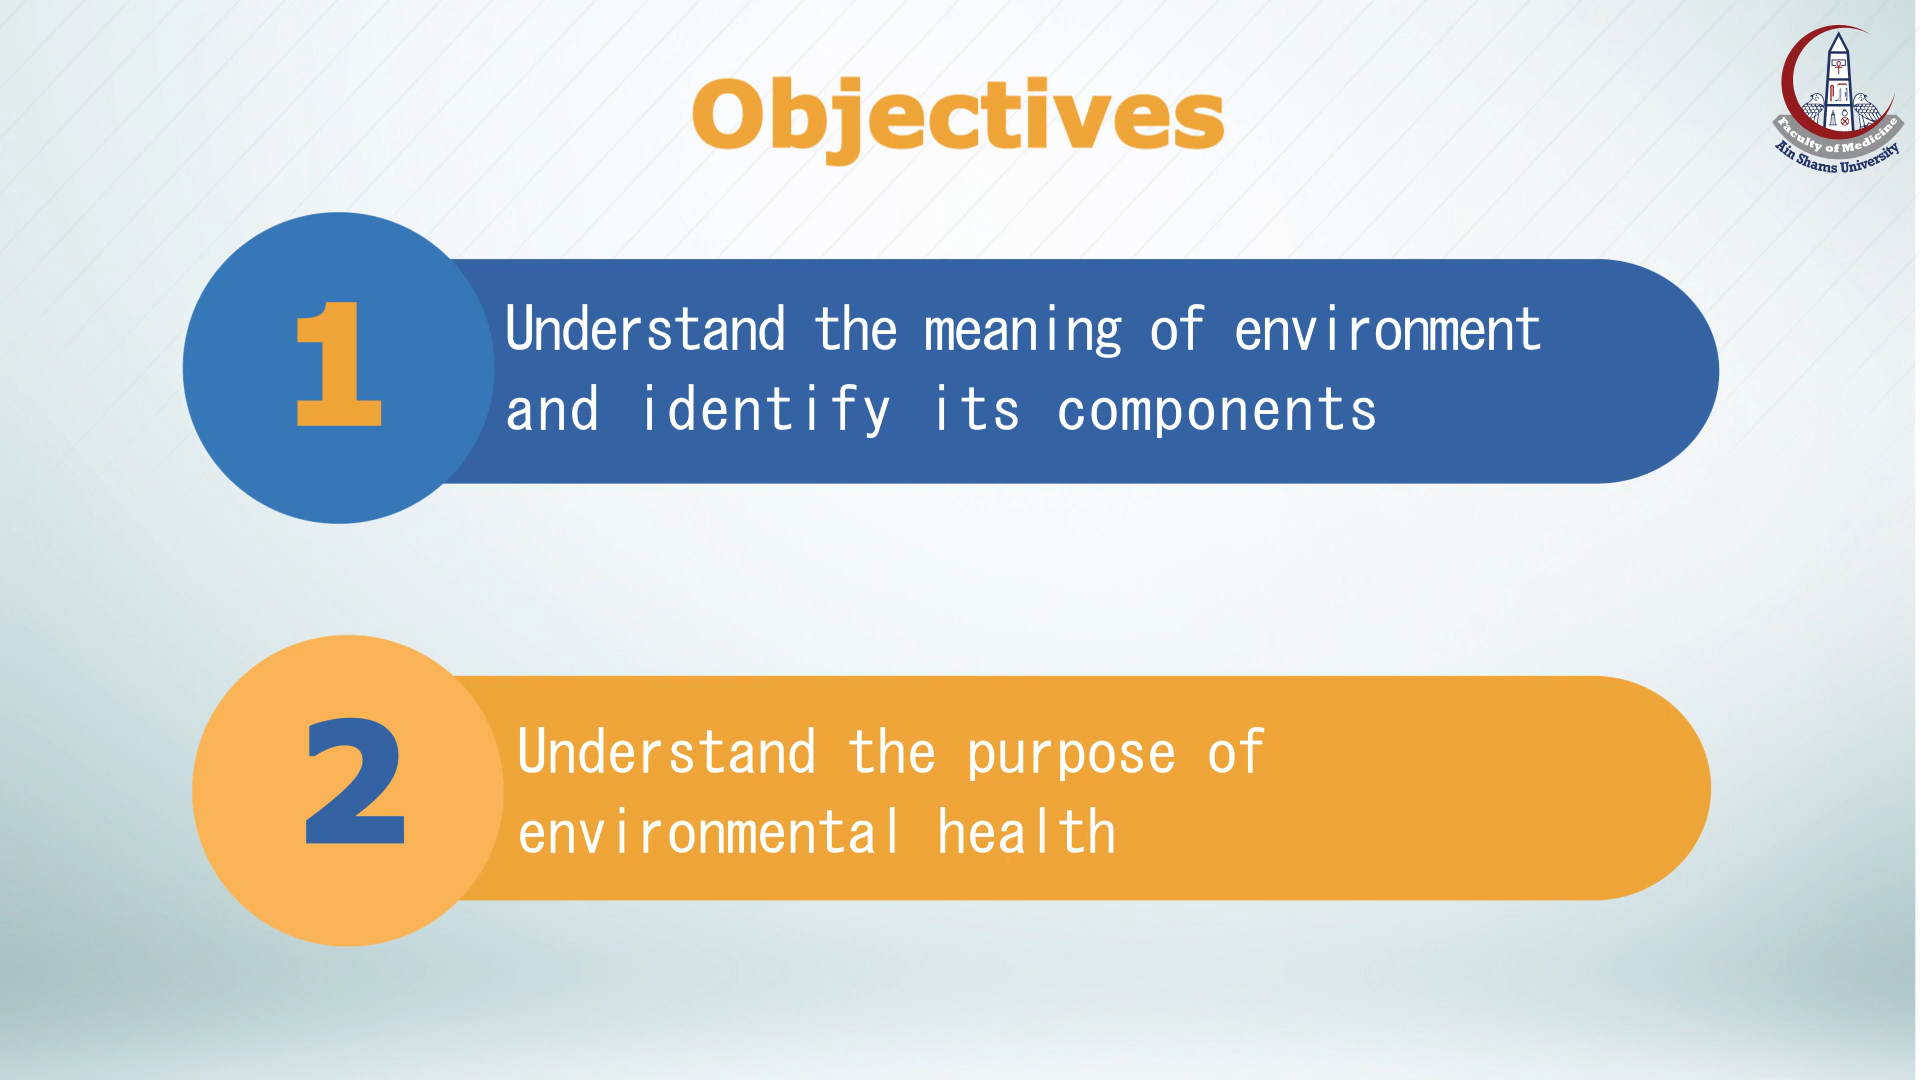 Objectives
Faculty of Medicine
Ain Shams University
1
Understand the meaning of environment
and identify its components
2
Understand the purpose of
environmental health